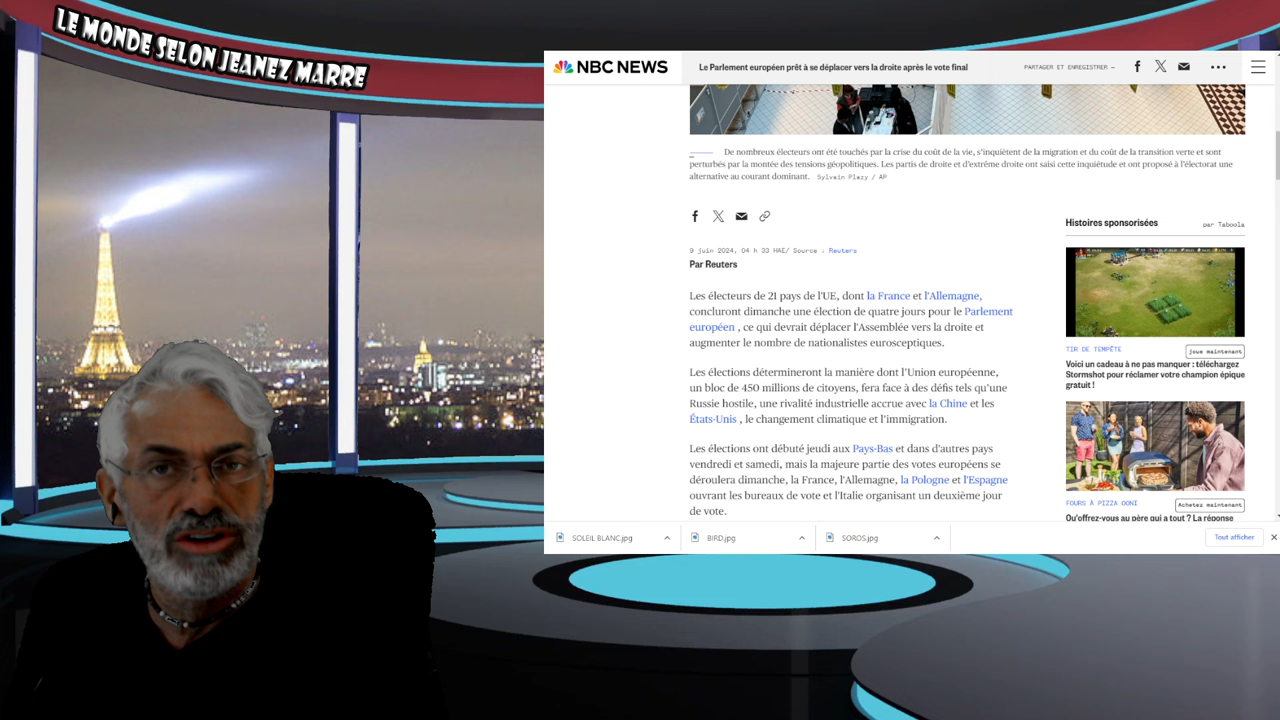 LE MONDE SELON JEANEZ MARRE
NBC NEWS
Le Parlement européen prêt à se déplacer vers la droite après le vote final
PARTAGER ET ENREGISTRER —
De nombreux électeurs ont été touchés par la crise du coût de la vie, s'inquiètent de la migration et du coût de la transition verte et sont
perturbés par la montée des tensions géopolitiques. Les partis de droite et d'extrême droite ont saisi cette inquiétude et ont proposé à l'électorat une
alternative au courant dominant. Sylvain Plazy / AP
9 juin 2024, 04 h 33 HAE/ Source : Reuters
Par Reuters
Les électeurs de 21 pays de l'UE, dont la France et l'Allemagne,
concluront dimanche une élection de quatre jours pour le Parlement
européen , ce qui devrait déplacer l'Assemblée vers la droite et
augmenter le nombre de nationalistes eurosceptiques.
Les élections détermineront la manière dont l'Union européenne,
un bloc de 450 millions de citoyens, fera face à des défis tels qu'une
Russie hostile, une rivalité industrielle accrue avec la Chine et les
États-Unis , le changement climatique et l'immigration.
Les élections ont débuté jeudi aux Pays-Bas et dans d'autres pays
vendredi et samedi, mais la majeure partie des votes européens se
déroulera dimanche, la France, l'Allemagne, la Pologne et l'Espagne
ouvrant les bureaux de vote et l'Italie organisant un deuxième jour
de vote.
Histoires sponsorisées
par Taboola
TIR DE TEMPÊTE
joue maintenant
Voici un cadeau à ne pas manquer : téléchargez
Stormshot pour réclamer votre champion épique
gratuit !
FOURS À PIZZA OONI
Achetez maintenant
Qu'offrez-vous au père qui a tout ? La réponse
SOLEIL BLANC.jpg
BIRD.jpg
SOROS.jpg
Tout afficher